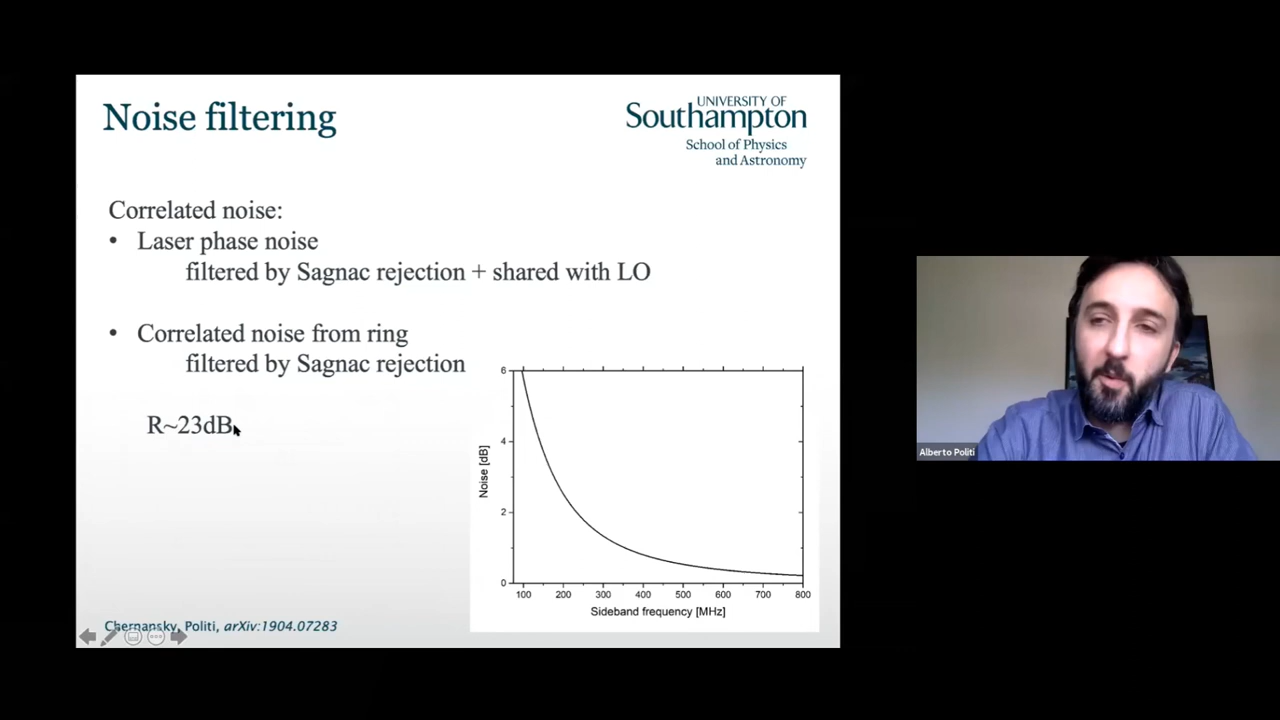 Noise filtering
UNIVERSITY OF
Southampton
School of Physics
and Astronomy
Correlated noise:
• Laser phase noise
filtered by Sagnac rejection + shared with LO
• Correlated noise from ring
filtered by Sagnac rejection
R~23dB
6
4
2
0
Noise [dB]
100 200 300 400 500 600 700 800
Sideband frequency [MHz]
Chernansky, Politi, arXiv:1904.07283
Alberto Politi